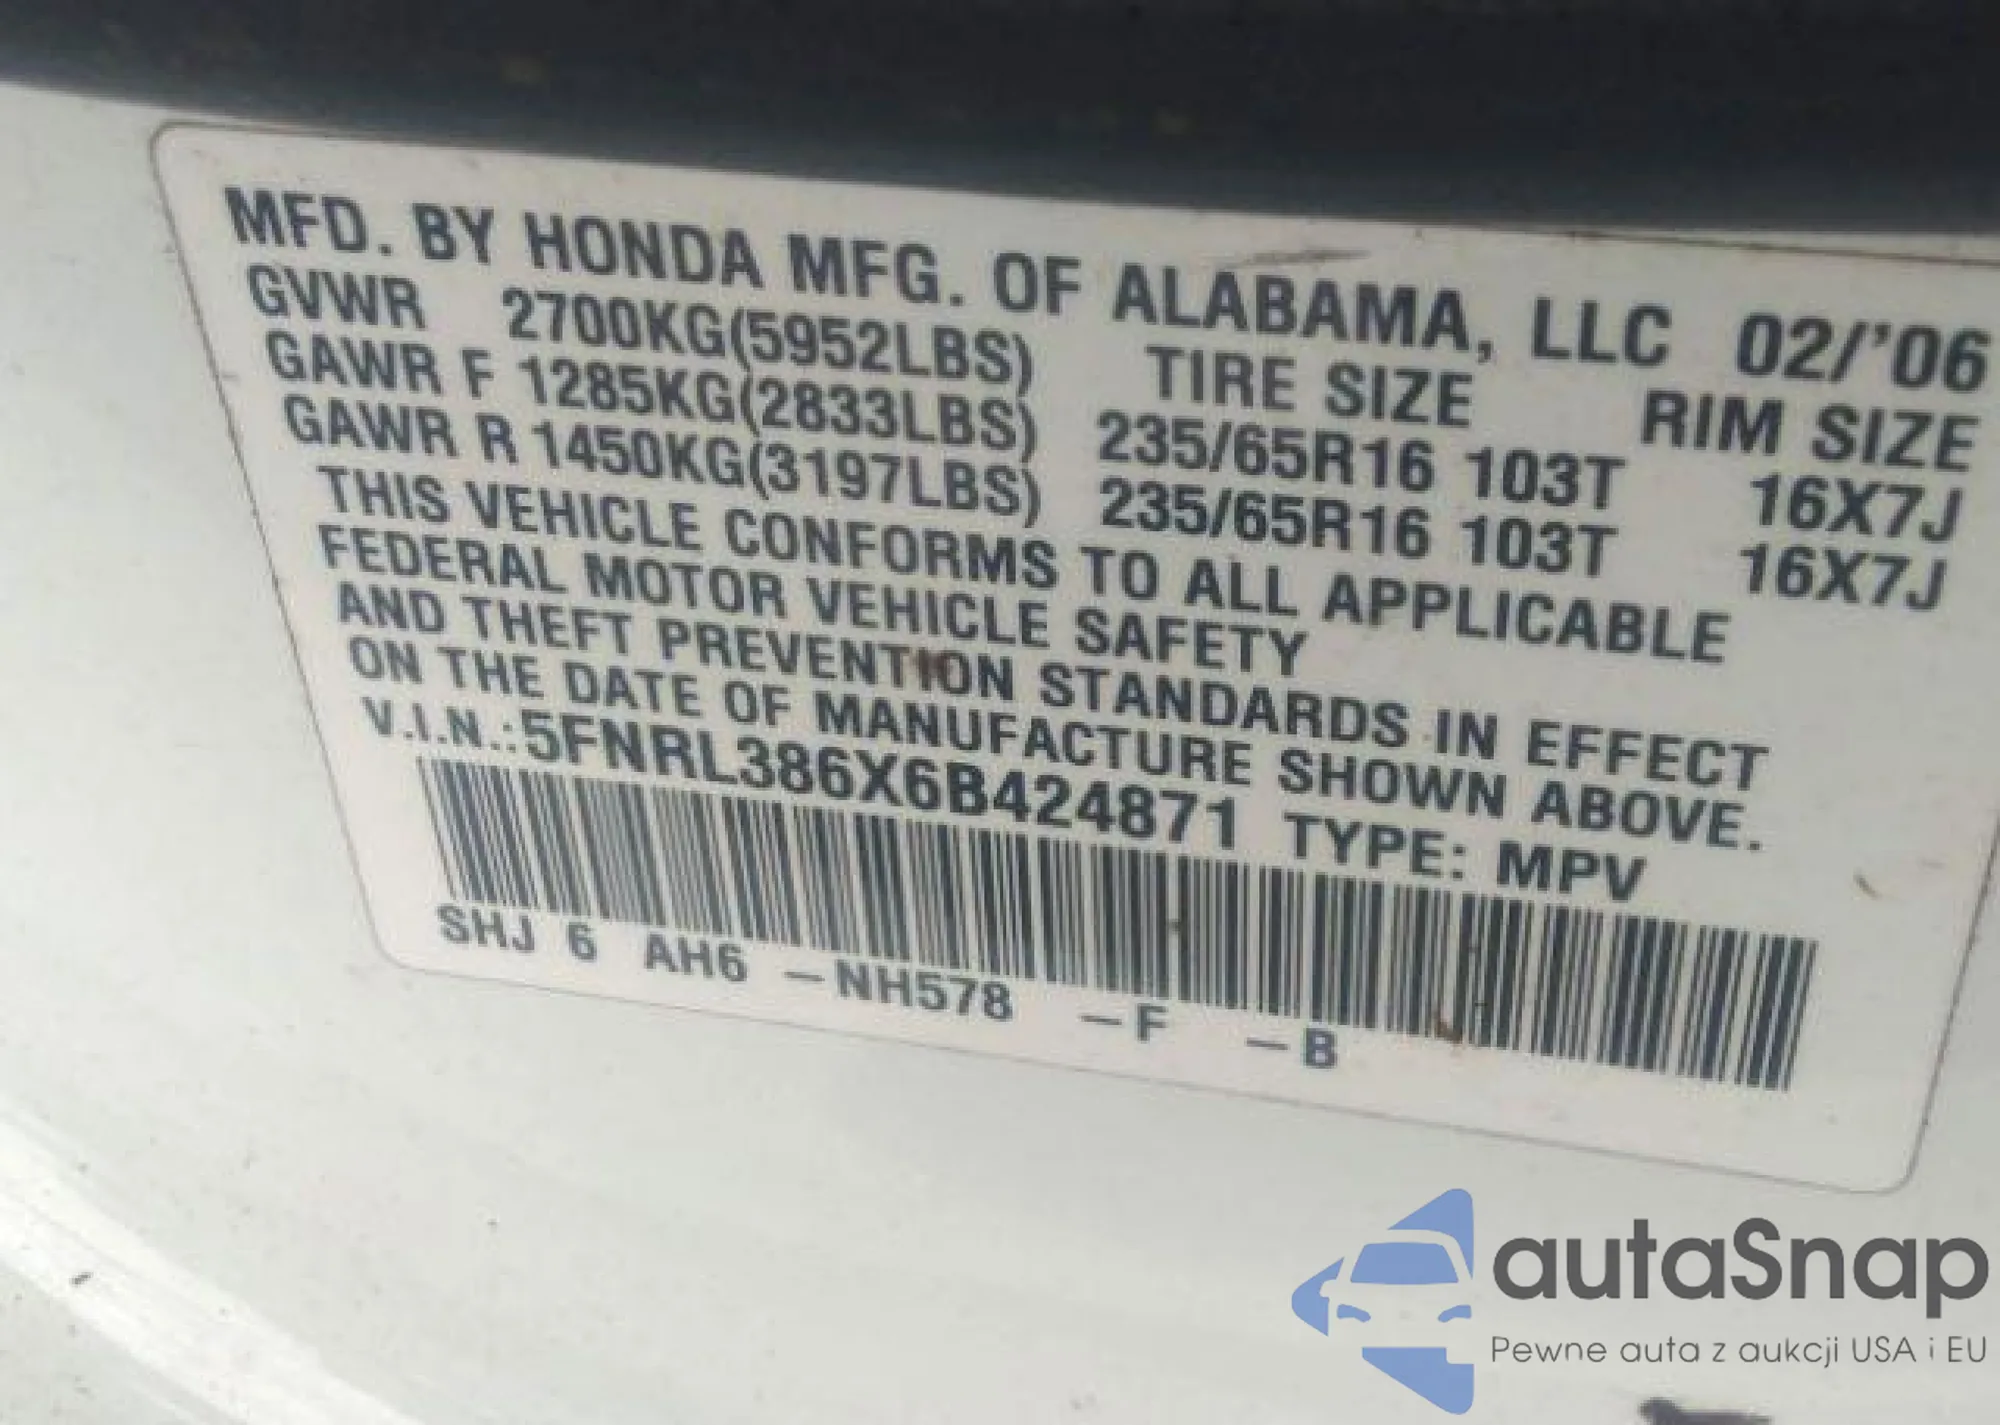 MFD. BY HONDA MFG. OF ALABAMA, LLC 02/'06
GVWR 2700KG(5952LBS) TIRE SIZE RIM SIZE
GAWR F 1285KG(2833LBS) 235/65R16 103T 16X7J
GAWR R 1450KG(3197LBS) 235/65R16 103T 16X7J
THIS VEHICLE CONFORMS TO ALL APPLICABLE
FEDERAL MOTOR VEHICLE SAFETY
AND THEFT PREVENTION STANDARDS IN EFFECT
ON THE DATE OF MANUFACTURE SHOWN ABOVE.
V.I.N.:5FNRL386X6B424871 TYPE: MPV
SHJ 6 AH6 –NH578 –F –B
autaSnap
Pewne auta z aukcji USA i EU